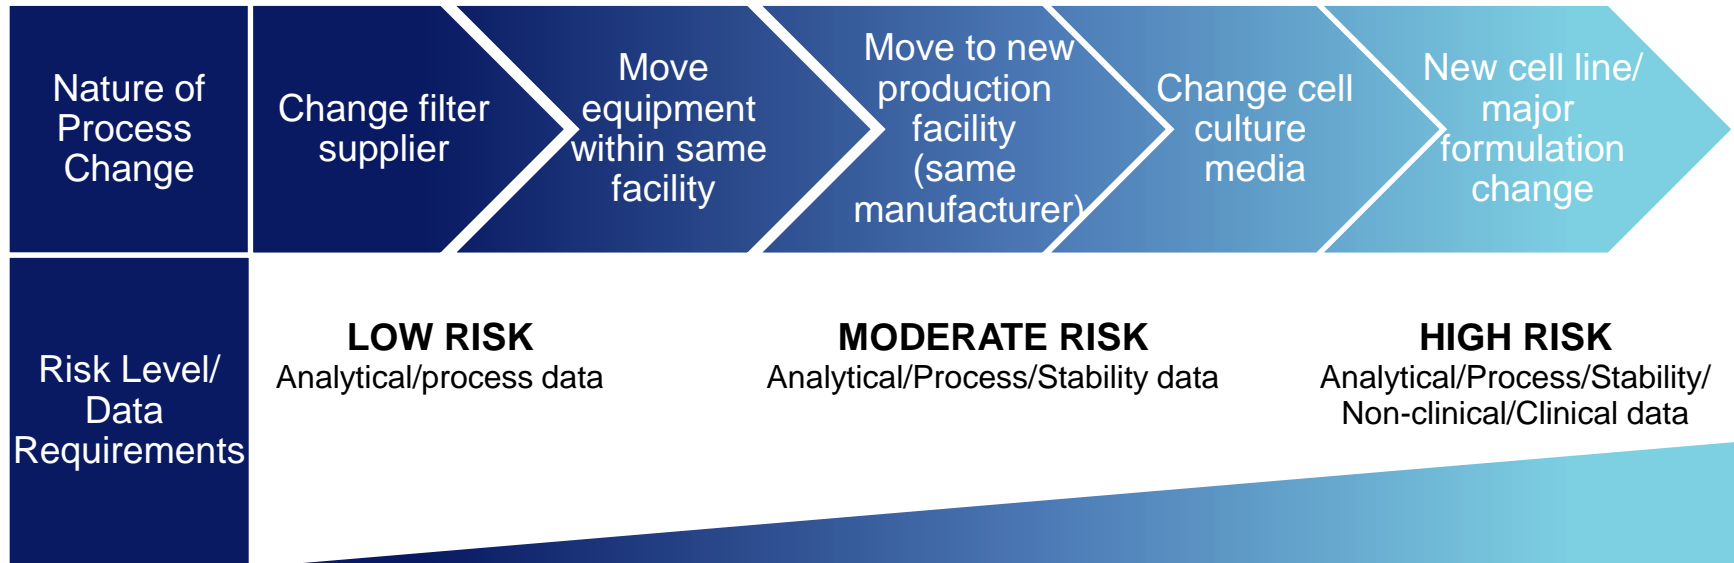 Nature of
Process
Change
Change filter
supplier
Move
equipment
within same
facility
Move to new
production
facility
(same
manufacturer)
Change cell
culture
media
New cell line/
major
formulation
change
Risk Level/
Data
Requirements
LOW RISK
Analytical/process data
MODERATE RISK
Analytical/Process/Stability data
HIGH RISK
Analytical/Process/Stability/
Non-clinical/Clinical data